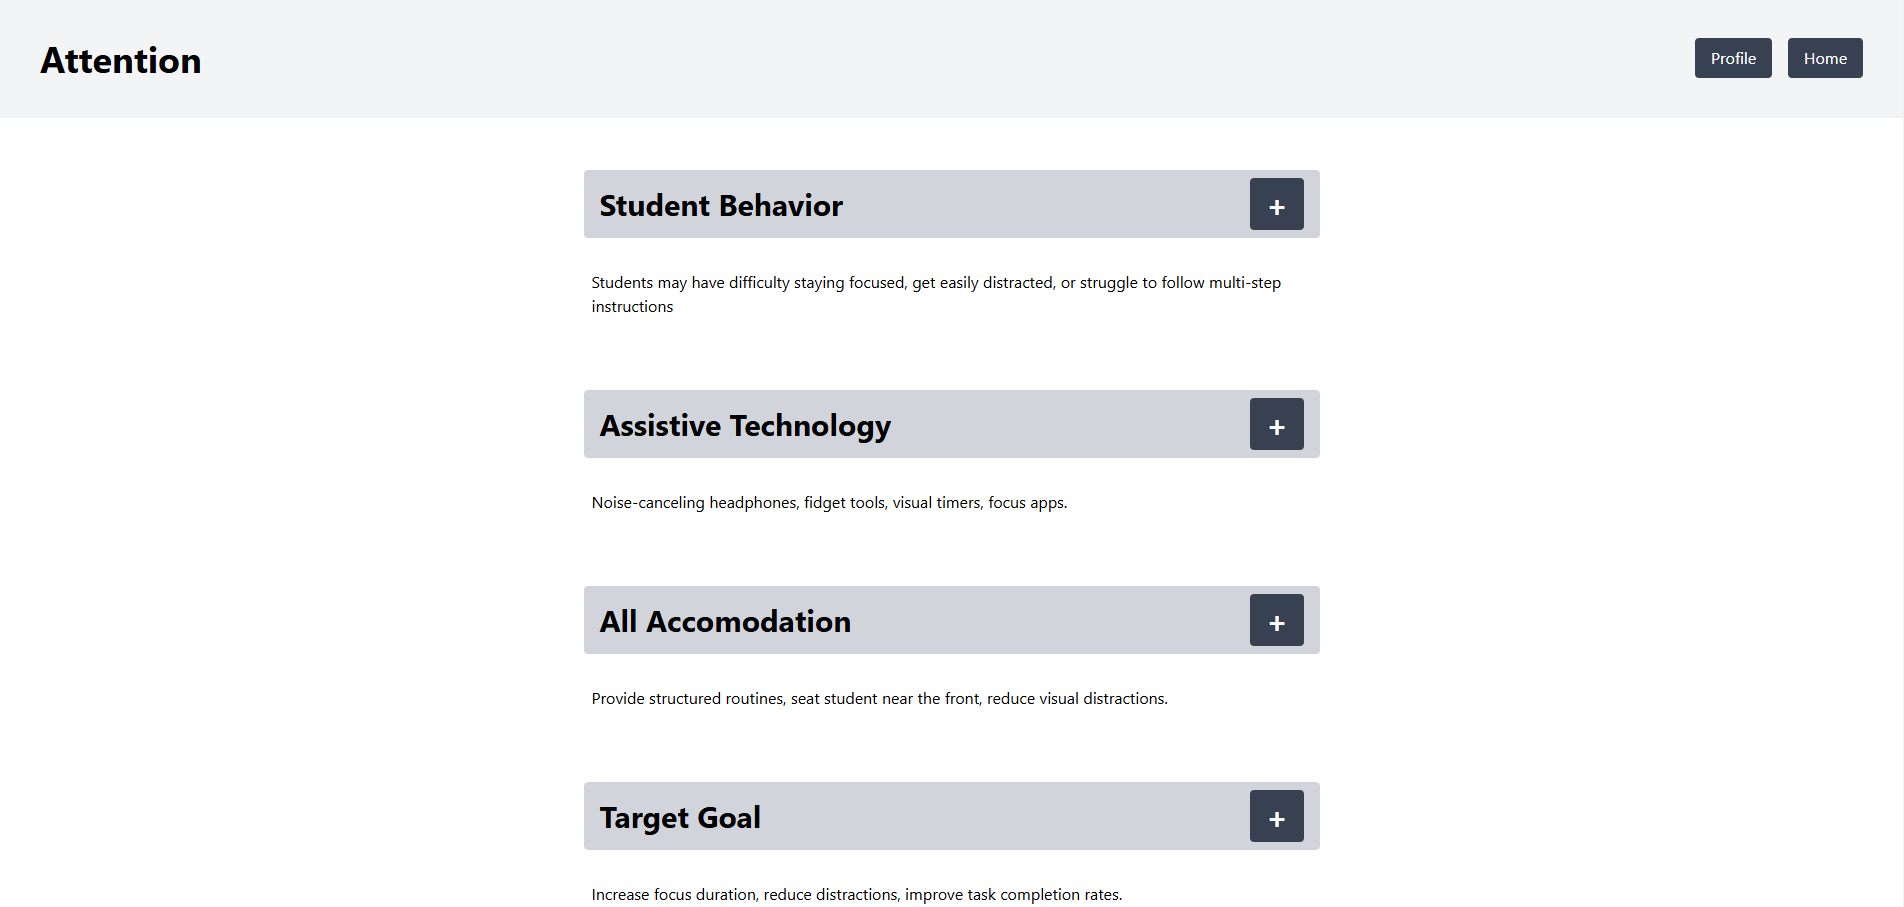 Attention
Profile
Home
Student Behavior
+
Students may have difficulty staying focused, get easily distracted, or struggle to follow multi-step
instructions
Assistive Technology
+
Noise-canceling headphones, fidget tools, visual timers, focus apps.
All Accomodation
+
Provide structured routines, seat student near the front, reduce visual distractions.
Target Goal
+
Increase focus duration, reduce distractions, improve task completion rates.